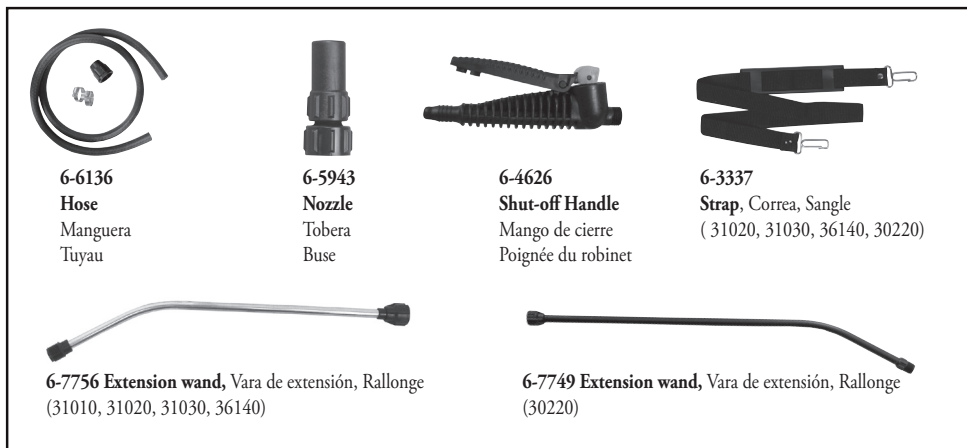 6-6136
Hose
Manguera
Tuyau
6-5943
Nozzle
Tobera
Buse
6-4626
Shut-off Handle
Mango de cierre
Poignée du robinet
6-3337
Strap, Correa, Sangle
( 31020, 31030, 36140, 30220)
6-7756 Extension wand, Vara de extensión, Rallonge
(31010, 31020, 31030, 36140)
6-7749 Extension wand, Vara de extensión, Rallonge
(30220)